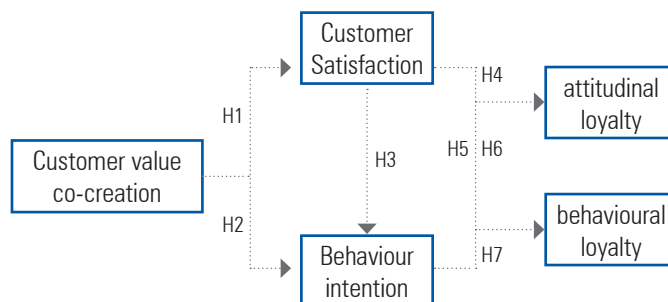 Customer
Satisfaction
H4
attitudinal
loyalty
H1
Customer value
co-creation
H3
H5
H6
H2
behavioural
loyalty
Behaviour
intention
H7